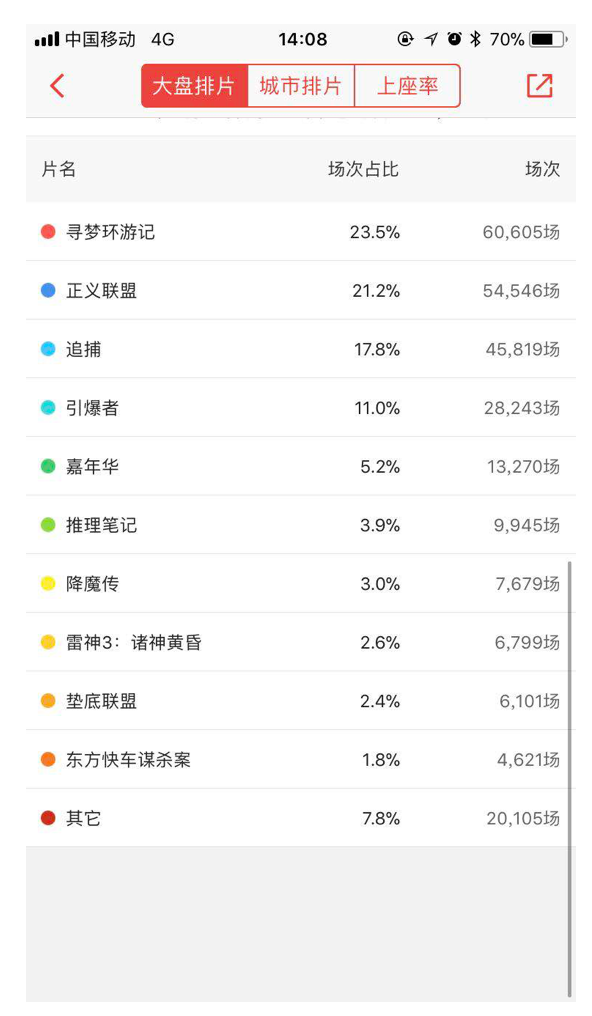 中国移动 4G 14:08 70%
大盘排片 城市排片 上座率
片名 场次占比 场次
寻梦环游记 23.5% 60,605场
正义联盟 21.2% 54,546场
追捕 17.8% 45,819场
引爆者 11.0% 28,243场
嘉年华 5.2% 13,270场
推理笔记 3.9% 9,945场
降魔传 3.0% 7,679场
雷神3：诸神黄昏 2.6% 6,799场
垫底联盟 2.4% 6,101场
东方快车谋杀案 1.8% 4,621场
其它 7.8% 20,105场